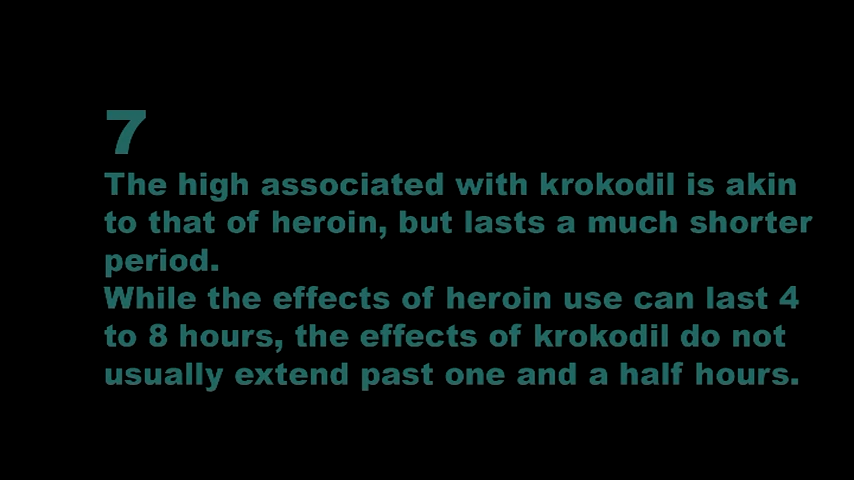 7
The high associated with krokodil is akin
to that of heroin, but lasts a much shorter
period.
While the effects of heroin use can last 4
to 8 hours, the effects of krokodil do not
usually extend past one and a half hours.